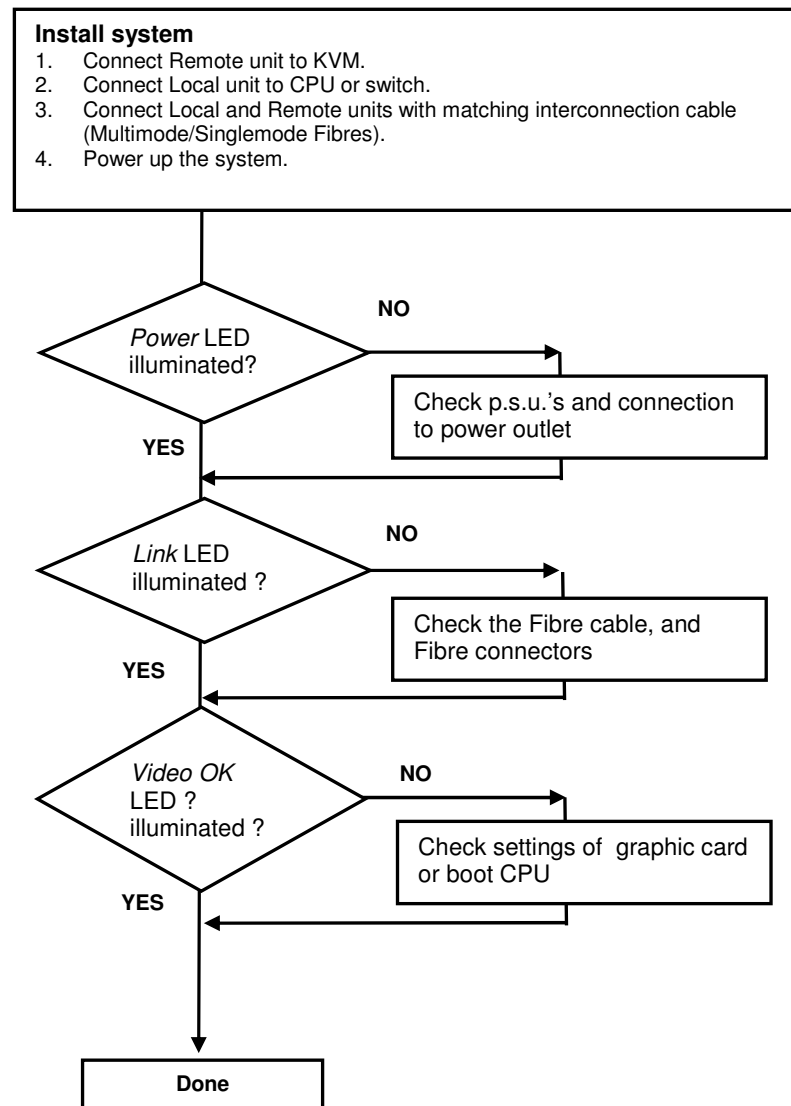 Install system
1. Connect Remote unit to KVM.
2. Connect Local unit to CPU or switch.
3. Connect Local and Remote units with matching interconnection cable
(Multimode/Singlemode Fibres).
4. Power up the system.
NO
Power LED
illuminated?
Check p.s.u.'s and connection
to power outlet
YES
NO
Link LED
illuminated ?
Check the Fibre cable, and
Fibre connectors
YES
Video OK
LED ?
illuminated ?
NO
Check settings of graphic card
or boot CPU
YES
Done